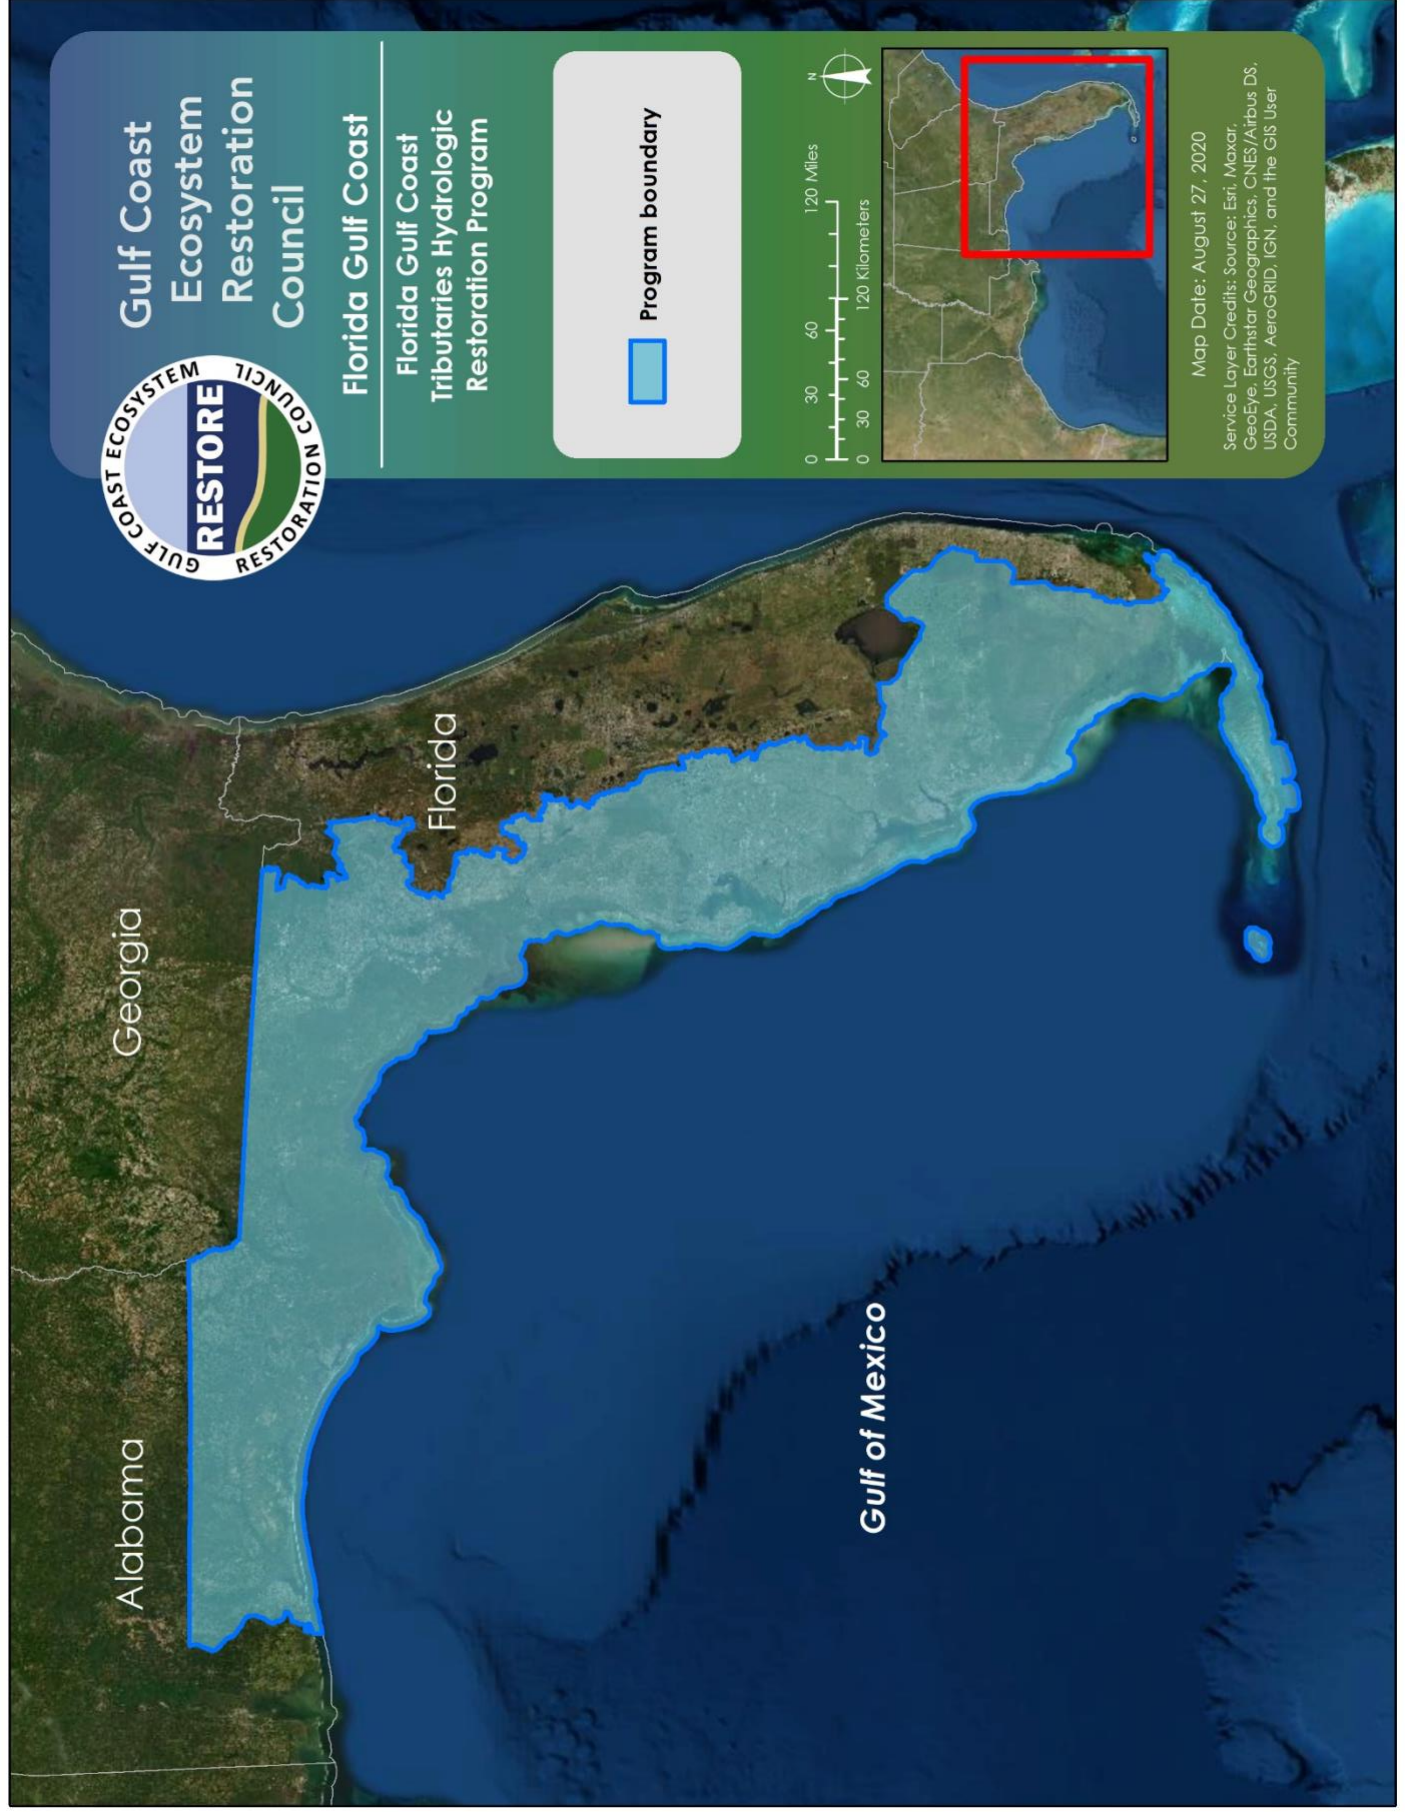 Gulf Coast
Ecosystem
Restoration
Council
GULF COAST ECOSYSTEM
RESTORE
RESTORATION COUNCIL
Florida Gulf Coast
Florida Gulf Coast
Tributaries Hydrologic
Restoration Program
Program boundary
0 30 60 120 Miles
0 30 60 120 Kilometers
N
Map Date: August 27, 2020
Service Layer Credits: Source: Esri, Maxar,
GeoEye, Earthstar Geographics, CNES/Airbus DS,
USDA, USGS, AeroGRID, IGN, and the GIS User
Community
Alabama
Georgia
Florida
Gulf of Mexico